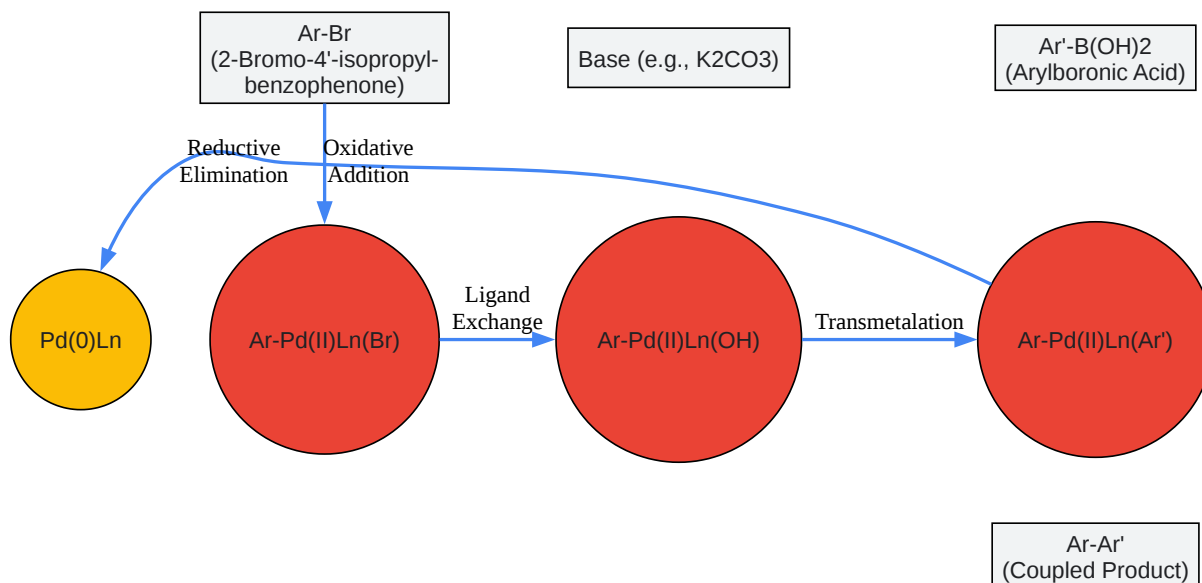 Ar-Br
(2-Bromo-4'-isopropyl-
benzophenone)
Base (e.g., K2CO3)
Ar'-B(OH)2
(Arylboronic Acid)
Reductive
Elimination
Oxidative
Addition
Pd(0)Ln
Ar-Pd(II)Ln(Br)
Ligand
Exchange
Ar-Pd(II)Ln(OH)
Transmetalation
Ar-Pd(II)Ln(Ar')
Ar-Ar'
(Coupled Product)